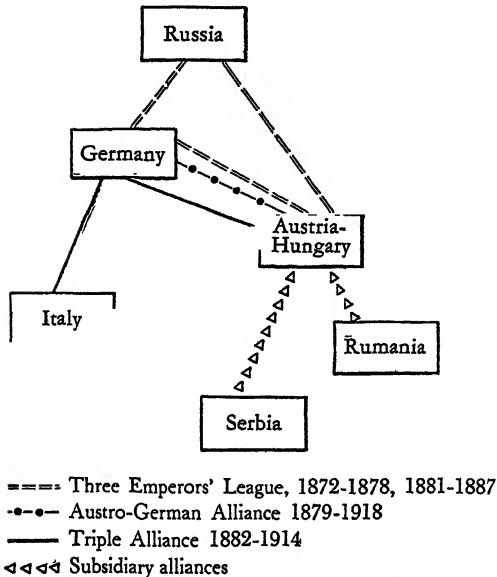 Russia
Germany
Austria-
Hungary
Italy
Rumania
Serbia
Three Emperors' League, 1872-1878, 1881-1887
Austro-German Alliance 1879-1918
Triple Alliance 1882-1914
Subsidiary alliances